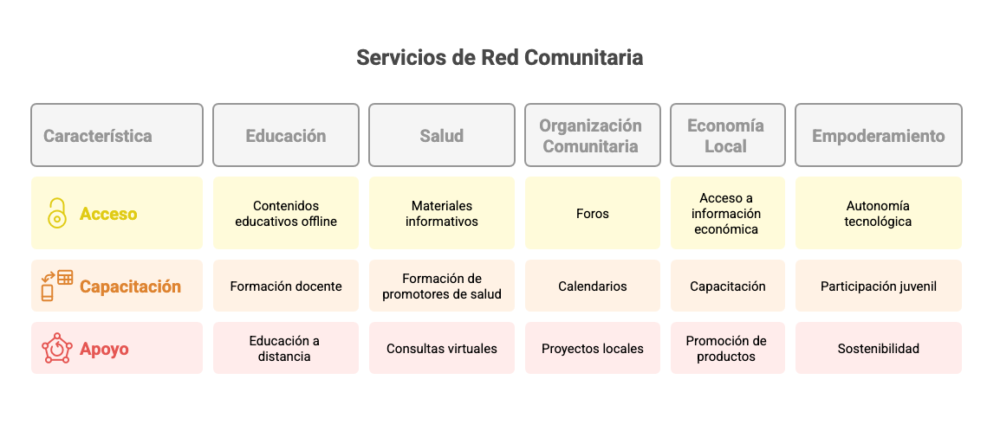 Servicios de Red Comunitaria
Característica
Educación
Salud
Organización
Comunitaria
Economía
Local
Empoderamiento
Acceso
Contenidos
educativos offline
Materiales
informativos
Foros
Acceso a
información
económica
Autonomía
tecnológica
Capacitación
Formación docente
Formación de
promotores de salud
Calendarios
Capacitación
Participación juvenil
Apoyo
Educación a
distancia
Consultas virtuales
Proyectos locales
Promoción de
productos
Sostenibilidad